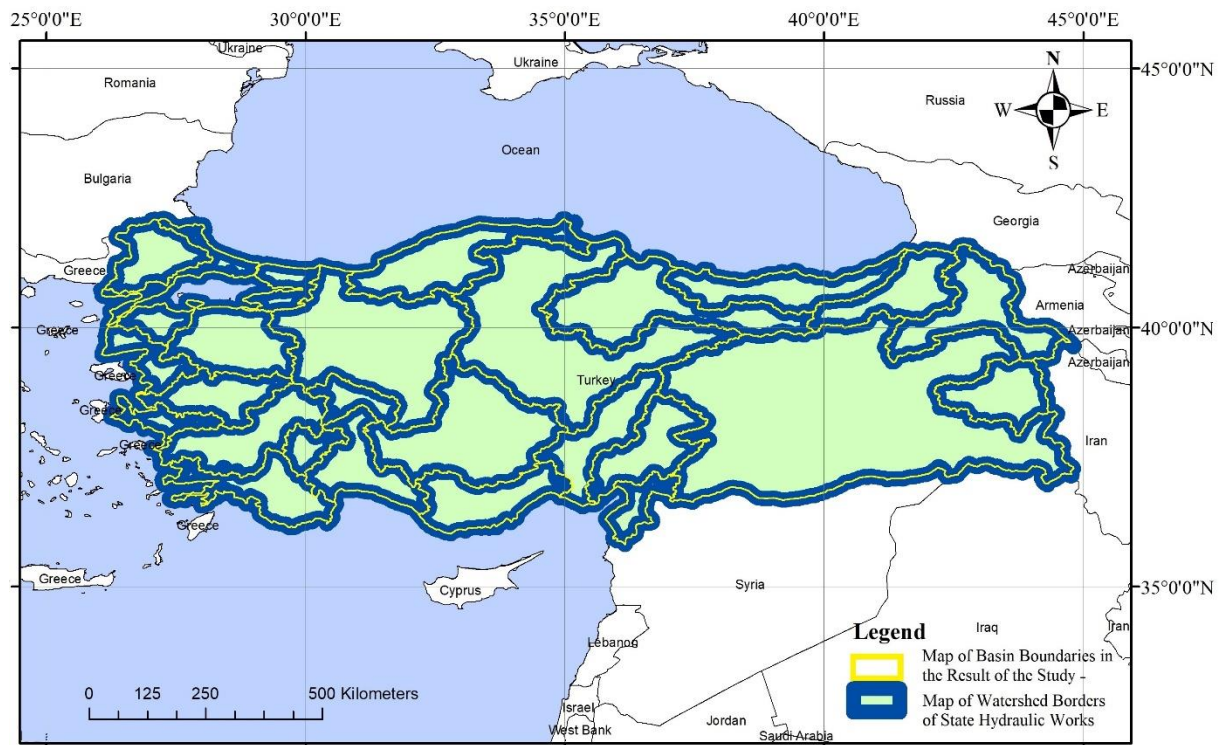 25°0'0"E 30°0'0"E 35°0'0"E 40°0'0"E 45°0'0"E
Ukraine
Ukraine
Romania
45°0'0"N
Russia
N
W E
S
Ocean
Bulgaria
Georgia
Greece
Azerbaijan
Armenia
Greece
Azerbaijan
40°0'0"N
Azerbaijan
Greece
Turkey
Greece
Greece
Iran
Greece
Greece
Cyprus
Syria
35°0'0"N
Lebanon
Iraq
Iran
Legend
Map of Basin Boundaries in
the Result of the Study -
Map of Watershed Borders
of State Hydraulic Works
0 125 250 500 Kilometers
Israel
West Bank
Jordan
Saudi Arabia